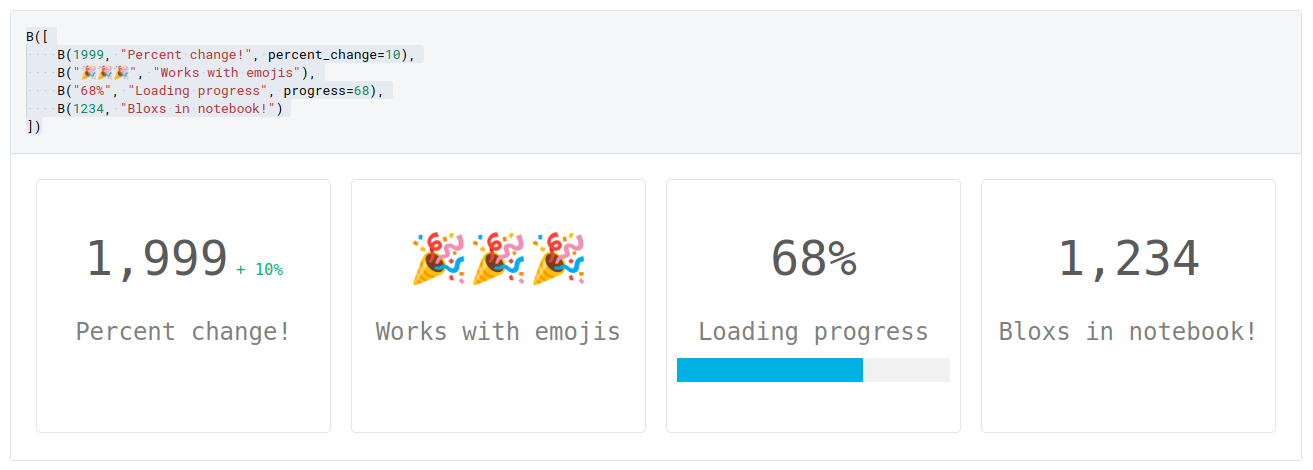 B([
    B(1999, "Percent change!", percent_change=10),
    B("🎉🎉🎉", "Works with emojis"),
    B("68%", "Loading progress", progress=68),
    B(1234, "Bloxs in notebook!")
])
1,999 + 10%
🎉🎉🎉
68%
1,234
Percent change!
Works with emojis
Loading progress
Bloxs in notebook!